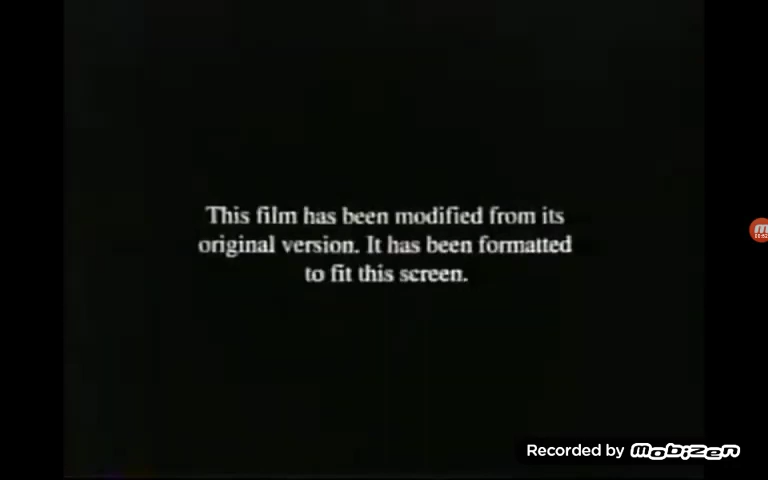 This film has been modified from its
original version. It has been formatted
to fit this screen.
Recorded by mobizen